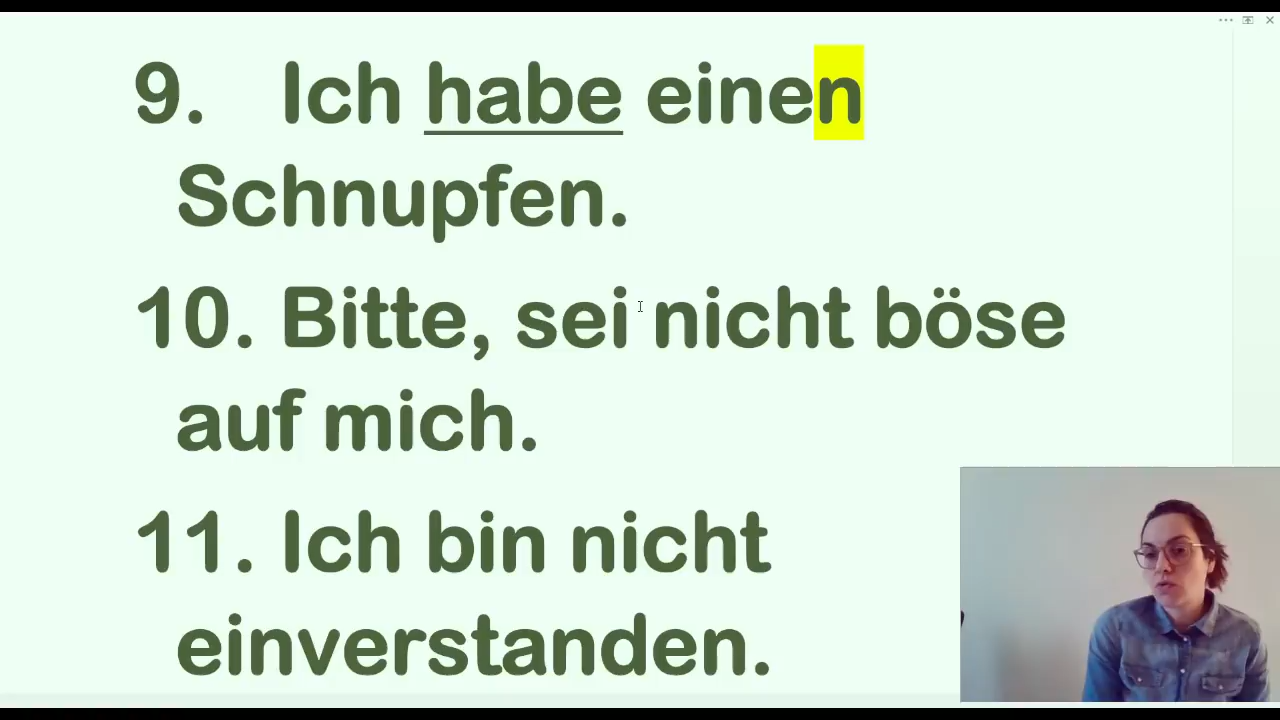 9. Ich habe einen
Schnupfen.
10. Bitte, sei nicht böse
auf mich.
11. Ich bin nicht
einverstanden.